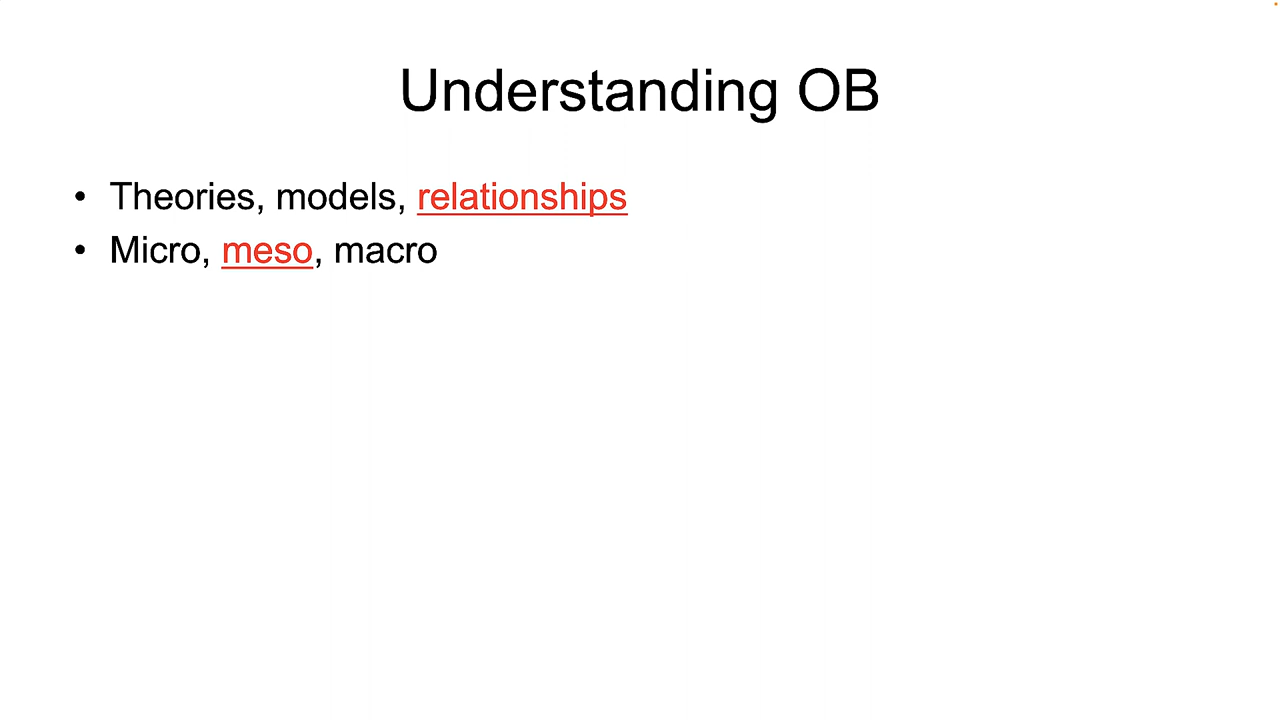 Understanding OB
• Theories, models, relationships
• Micro, meso, macro